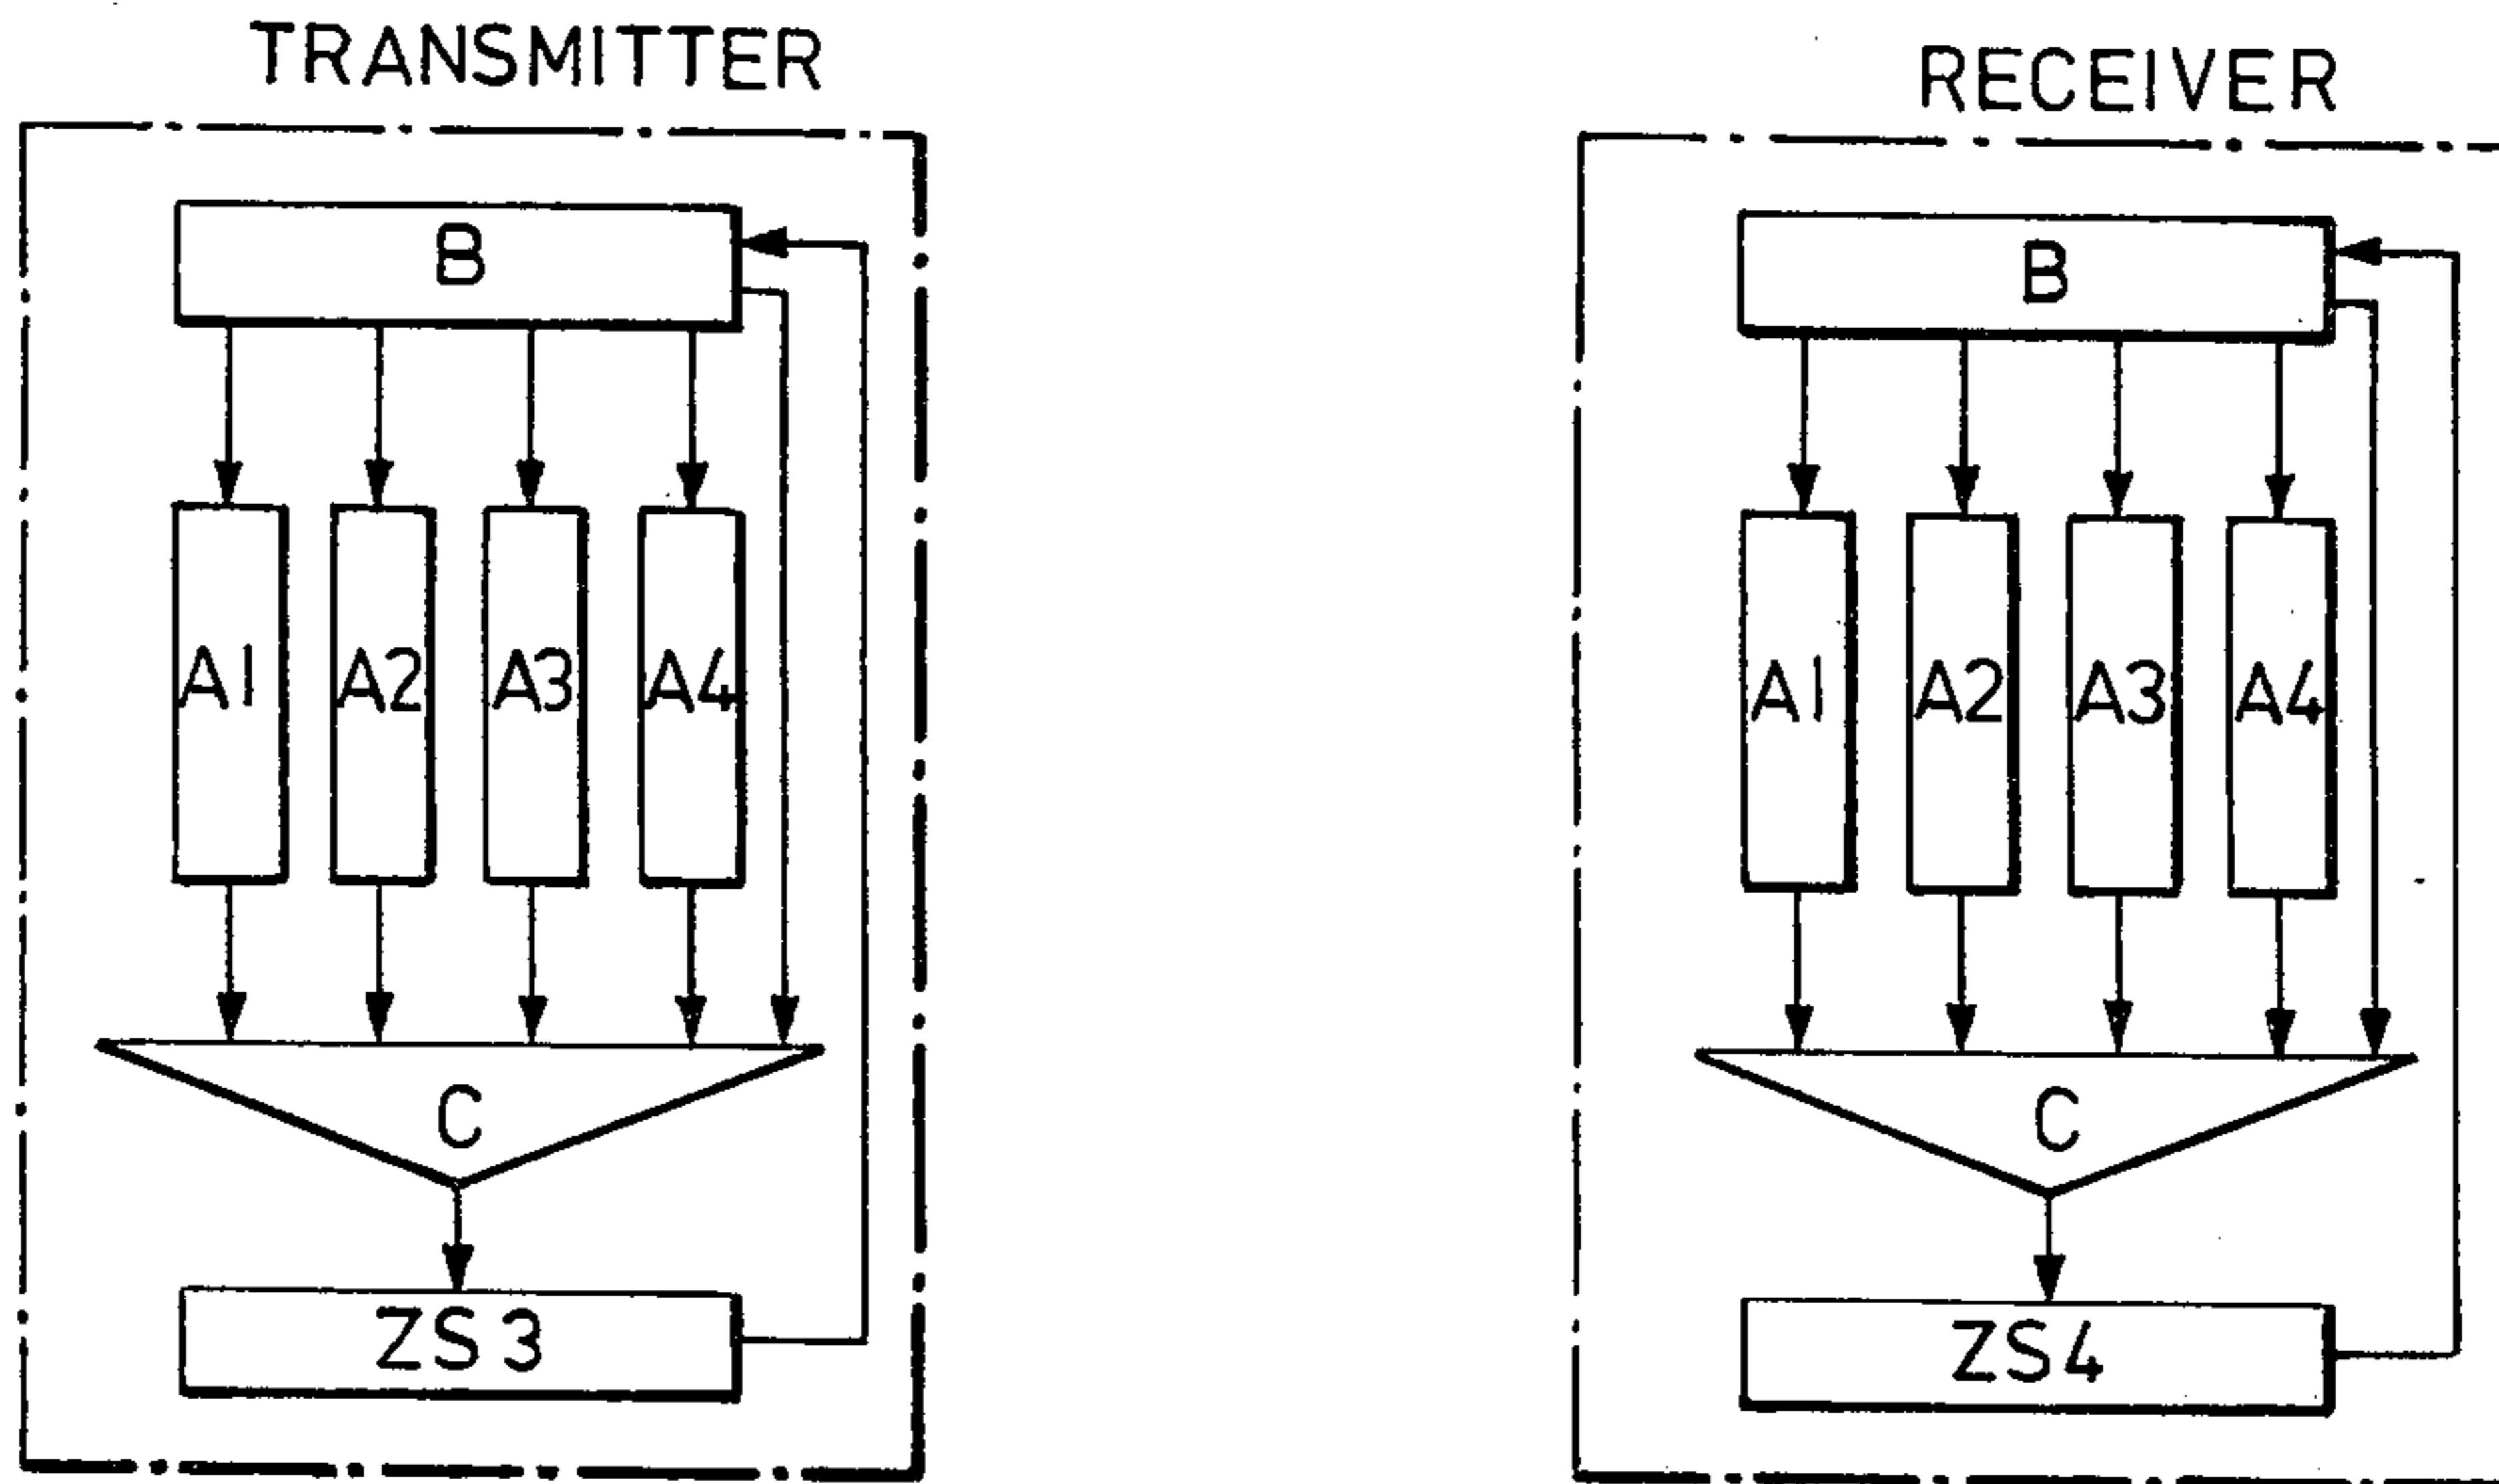 TRANSMITTER
B
A1 A2 A3 A4
C
ZS 3
RECEIVER
B
A1 A2 A3 A4
C
ZS4